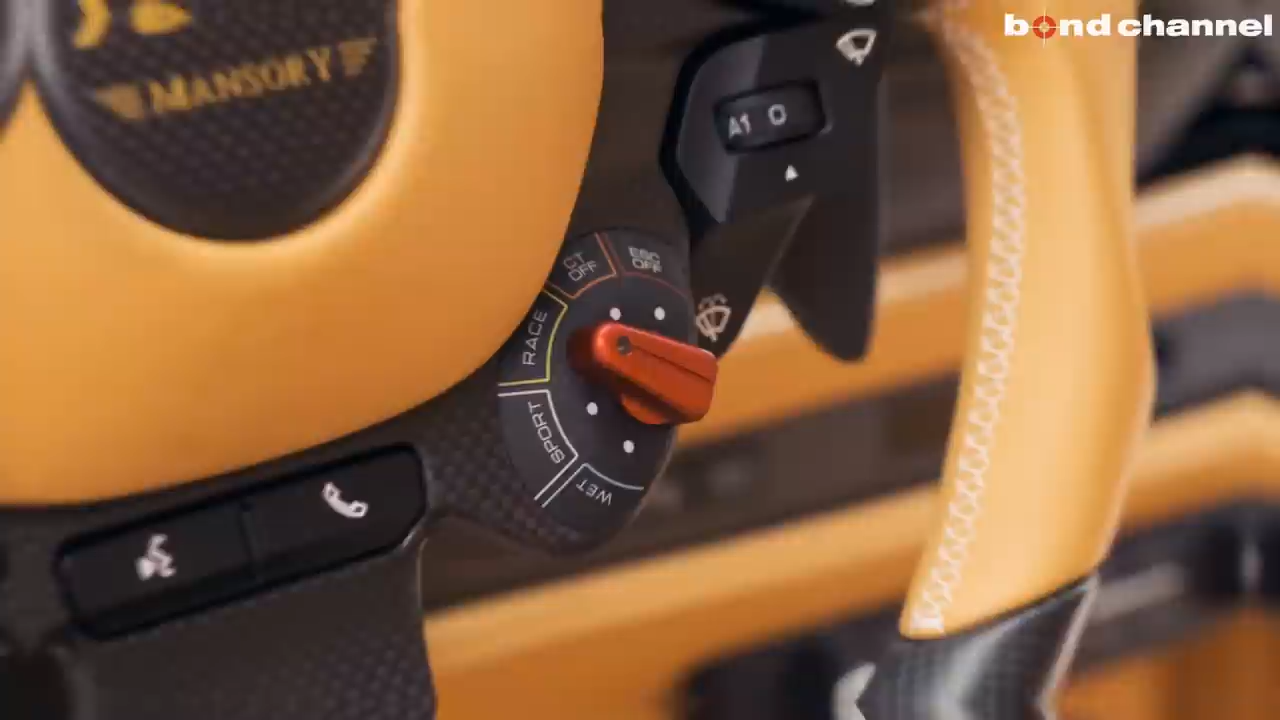 bond channel
MANSORY
A1 O
CT
OFF
ESC
OFF
RACE
SPORT
WET